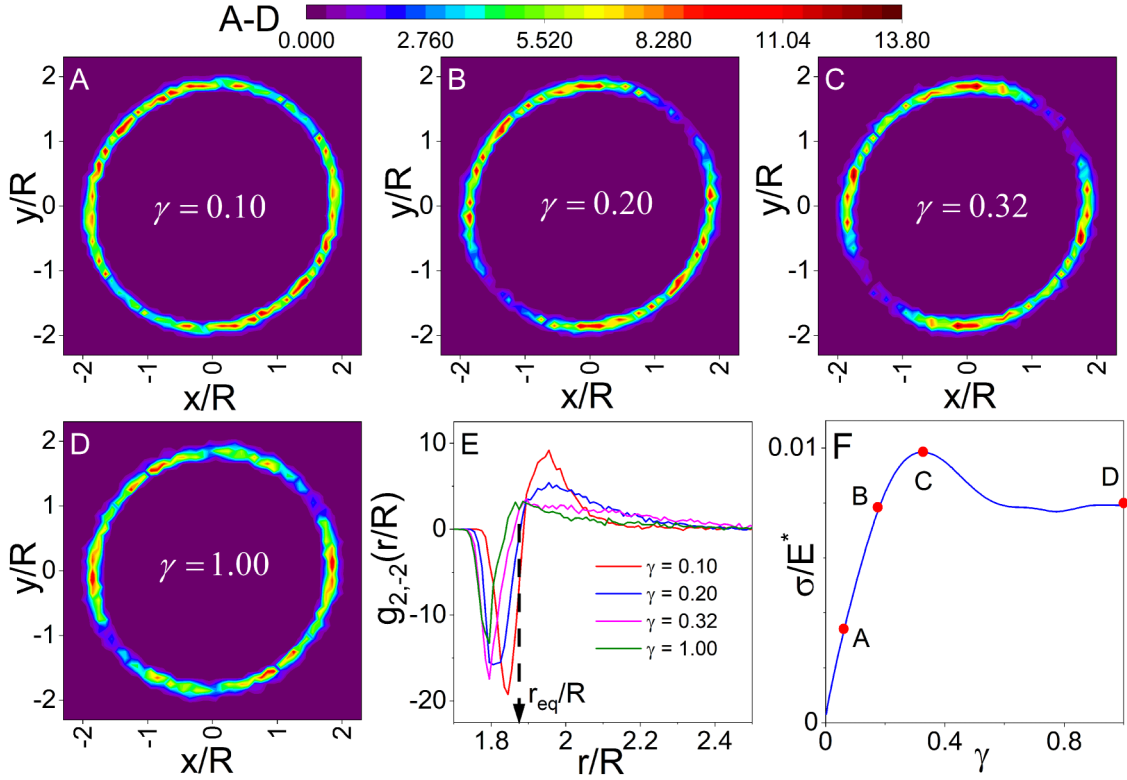 A-D
0.000 2.760 5.520 8.280 11.04 13.80
A
γ = 0.10
y/R
2
1
0
-1
-2
-2 -1 0 1 2
x/R
B
γ = 0.20
y/R
2
1
0
-1
-2
-2 -1 0 1 2
x/R
C
γ = 0.32
y/R
2
1
0
-1
-2
-2 -1 0 1 2
x/R
D
γ = 1.00
y/R
2
1
0
-1
-2
-2 -1 0 1 2
x/R
E
g2,-2(r/R)
10
0
-10
-20
γ = 0.10
γ = 0.20
γ = 0.32
γ = 1.00
req/R
1.8 2 2.2 2.4
r/R
F
σ/E*
0.01
0
A
B
C
D
0 0.4 0.8
γ